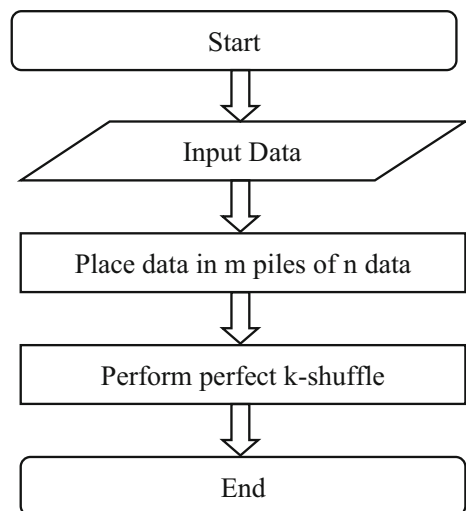 Start
Input Data
Place data in m piles of n data
Perform perfect k-shuffle
End